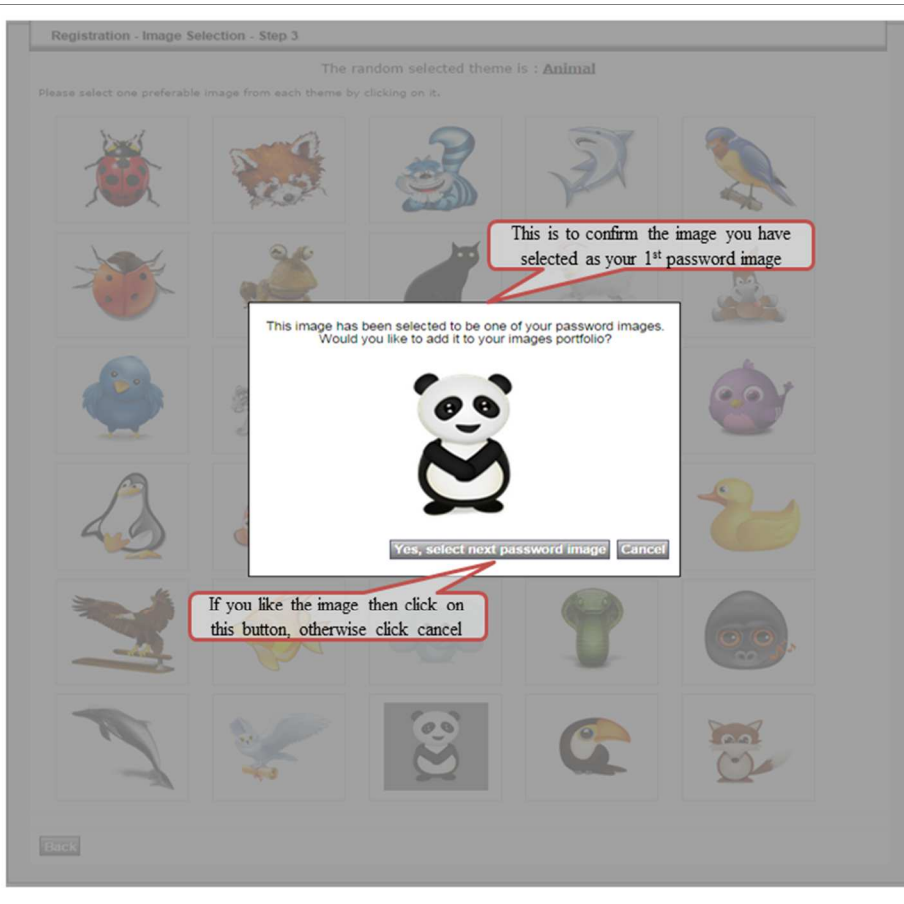 Registration - Image Selection - Step 3
The random selected theme is : Animal
Please select one preferable image from each theme by clicking on it.
This is to confirm the image you have
selected as your 1st password image
This image has been selected to be one of your password images.
Would you like to add it to your images portfolio?
Yes, select next password image Cancel
If you like the image then click on
this button, otherwise click cancel
Back